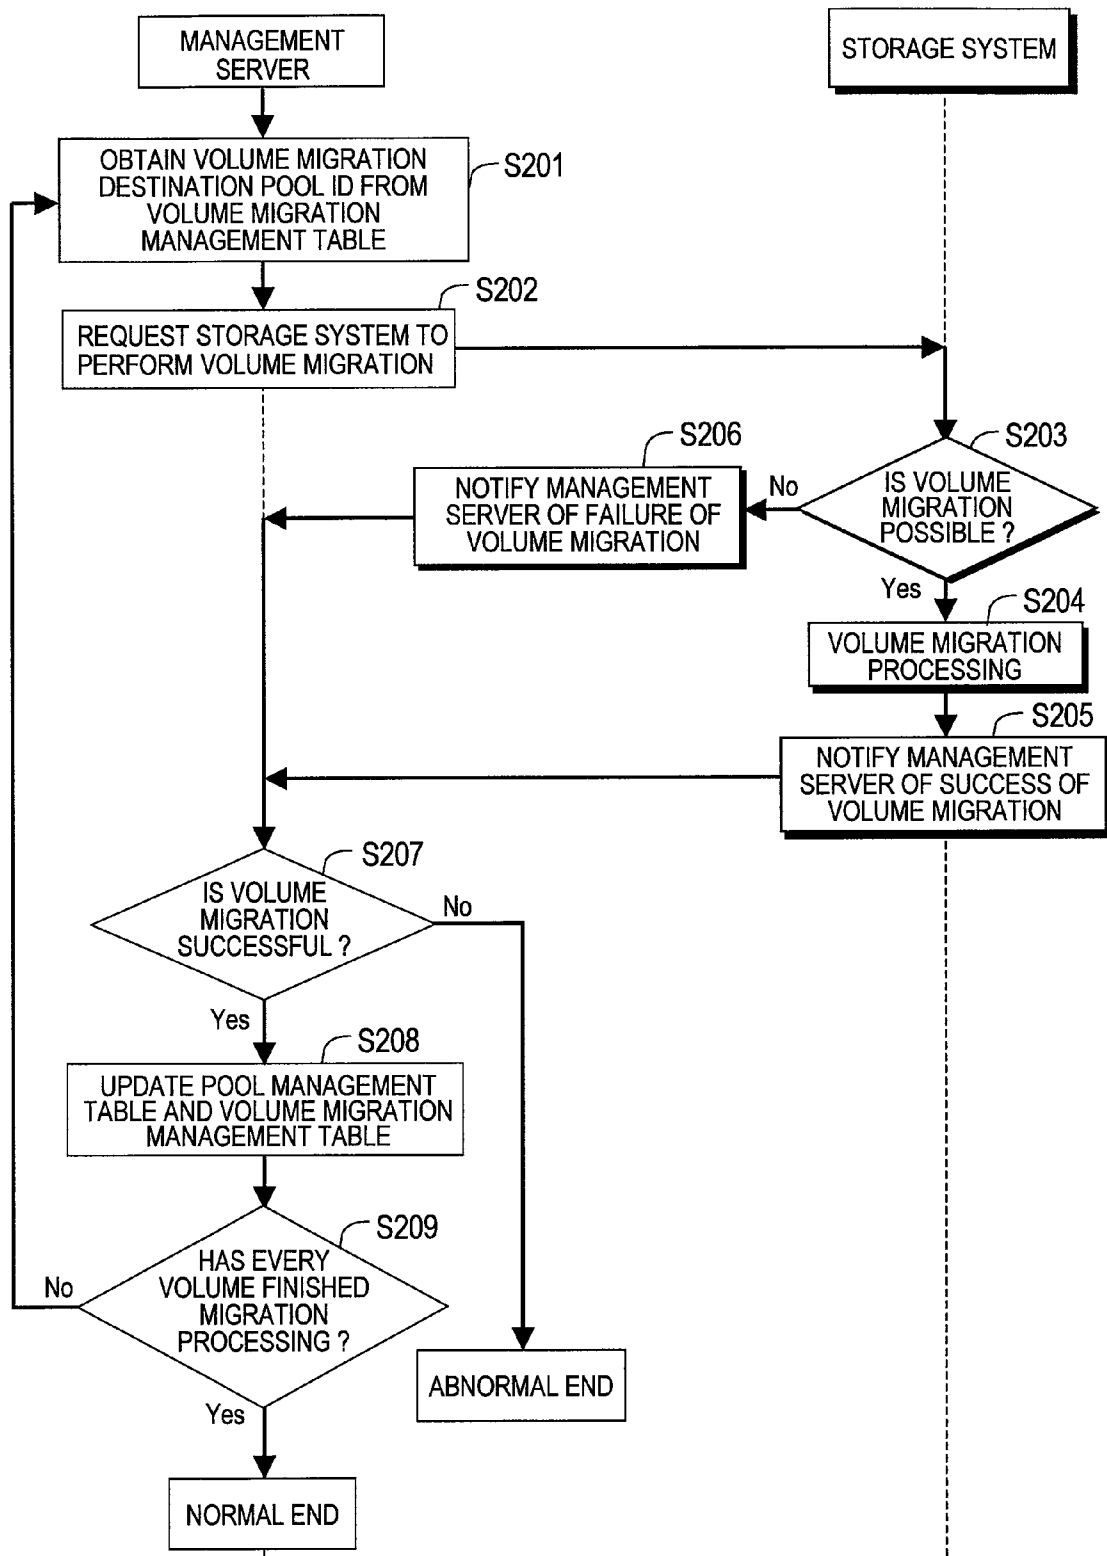 MANAGEMENT
SERVER
STORAGE SYSTEM
OBTAIN VOLUME MIGRATION
DESTINATION POOL ID FROM
VOLUME MIGRATION
MANAGEMENT TABLE
S201
S202
REQUEST STORAGE SYSTEM TO
PERFORM VOLUME MIGRATION
S203
IS VOLUME
MIGRATION
POSSIBLE ?
No
S206
NOTIFY MANAGEMENT
SERVER OF FAILURE OF
VOLUME MIGRATION
Yes
S204
VOLUME MIGRATION
PROCESSING
S205
NOTIFY MANAGEMENT
SERVER OF SUCCESS OF
VOLUME MIGRATION
S207
IS VOLUME
MIGRATION
SUCCESSFUL ?
No
Yes
S208
UPDATE POOL MANAGEMENT
TABLE AND VOLUME MIGRATION
MANAGEMENT TABLE
S209
HAS EVERY
VOLUME FINISHED
MIGRATION
PROCESSING ?
No
ABNORMAL END
Yes
NORMAL END